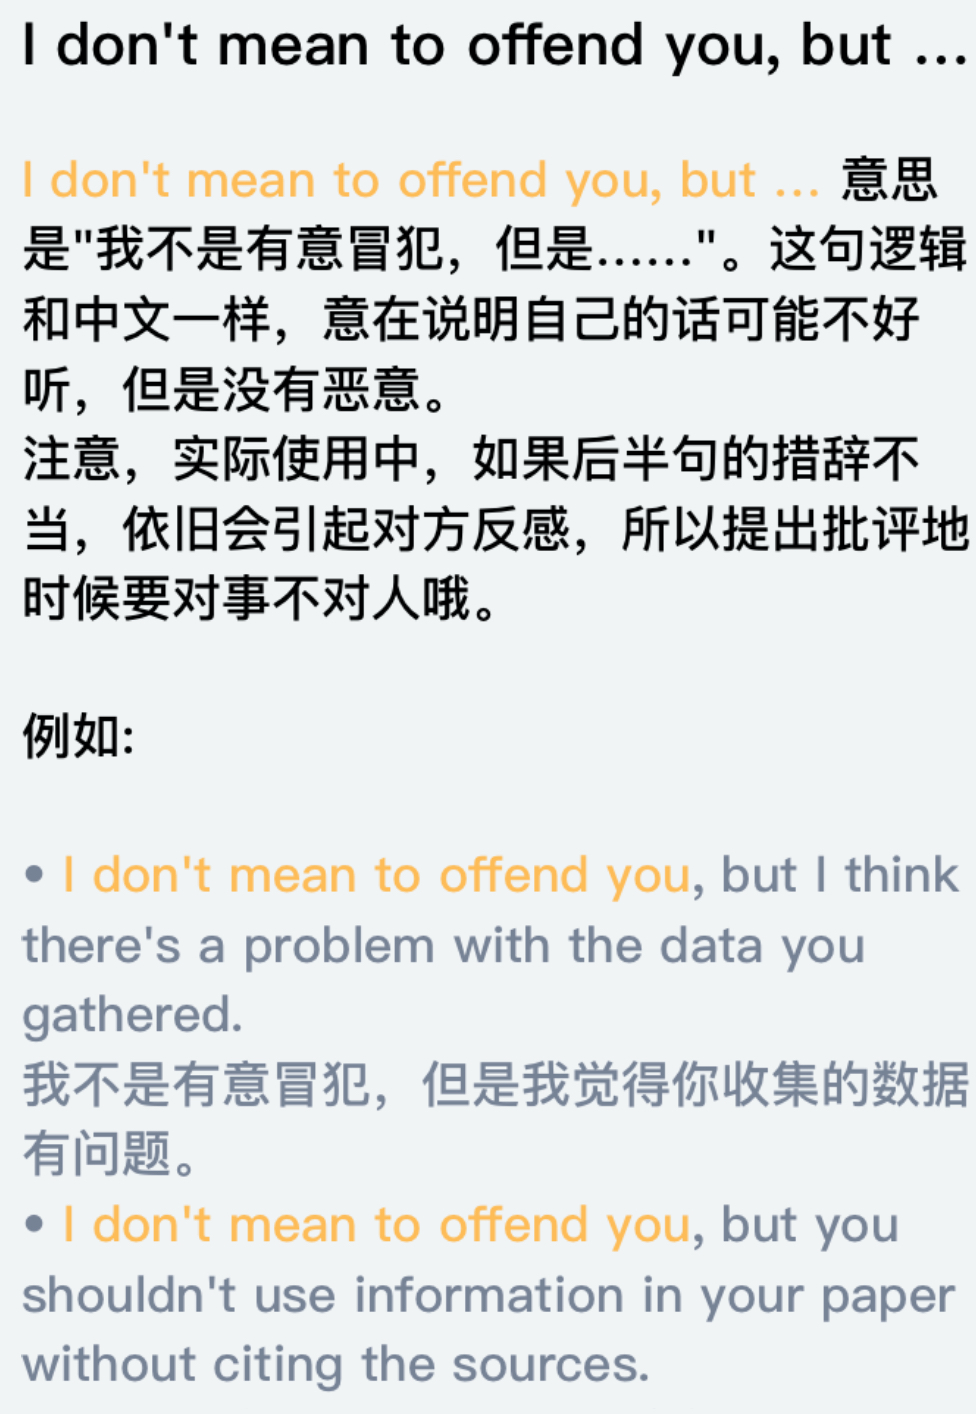 I don't mean to offend you, but ...
I don't mean to offend you, but ... 意思
是"我不是有意冒犯，但是......"。这句逻辑
和中文一样，意在说明自己的话可能不好
听，但是没有恶意。
注意，实际使用中，如果后半句的措辞不
当，依旧会引起对方反感，所以提出批评地
时候要对事不对人哦。
例如:
• I don't mean to offend you, but I think
there's a problem with the data you
gathered.
我不是有意冒犯，但是我觉得你收集的数据
有问题。
• I don't mean to offend you, but you
shouldn't use information in your paper
without citing the sources.